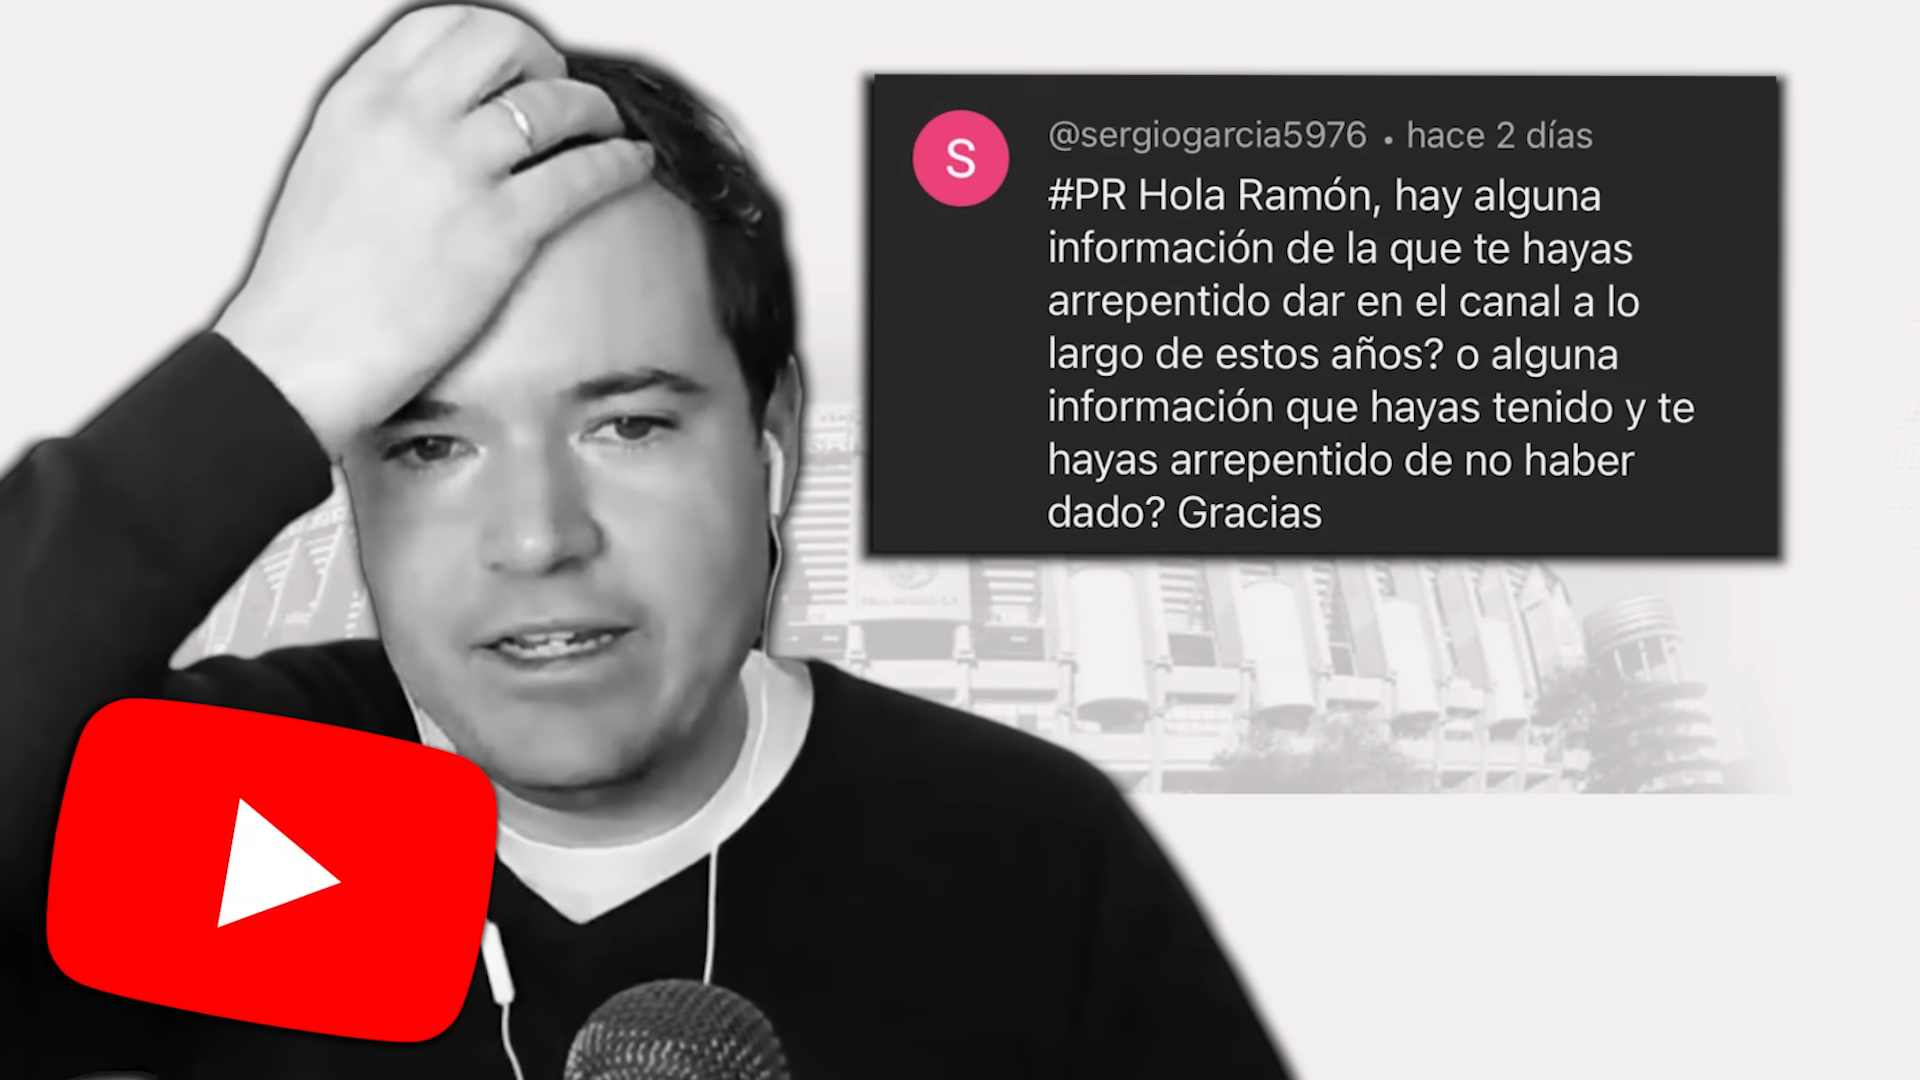 S
@sergiogarcia5976 • hace 2 días
#PR Hola Ramón, hay alguna
información de la que te hayas
arrepentido dar en el canal a lo
largo de estos años? o alguna
información que hayas tenido y te
hayas arrepentido de no haber
dado? Gracias